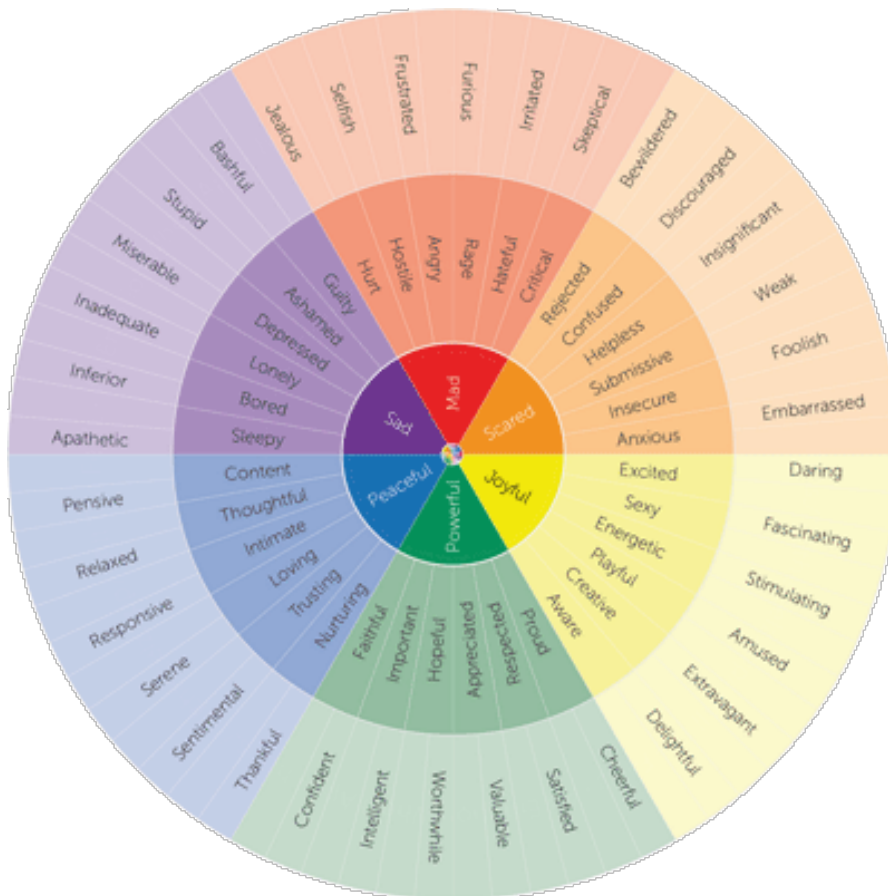 Mad
Scared
Joyful
Powerful
Peaceful
Sad
Hurt
Hostile
Angry
Rage
Hateful
Critical
Rejected
Confused
Helpless
Submissive
Insecure
Anxious
Excited
Sexy
Energetic
Playful
Creative
Aware
Proud
Respected
Appreciated
Hopeful
Important
Faithful
Nurturing
Trusting
Loving
Intimate
Thoughtful
Content
Sleepy
Bored
Lonely
Depressed
Ashamed
Guilty
Jealous
Selfish
Frustrated
Furious
Irritated
Skeptical
Bewildered
Discouraged
Insignificant
Weak
Foolish
Embarrassed
Daring
Fascinating
Stimulating
Amused
Extravagant
Delightful
Cheerful
Satisfied
Valuable
Worthwhile
Intelligent
Confident
Thankful
Sentimental
Serene
Responsive
Relaxed
Pensive
Apathetic
Inferior
Inadequate
Miserable
Stupid
Bashful